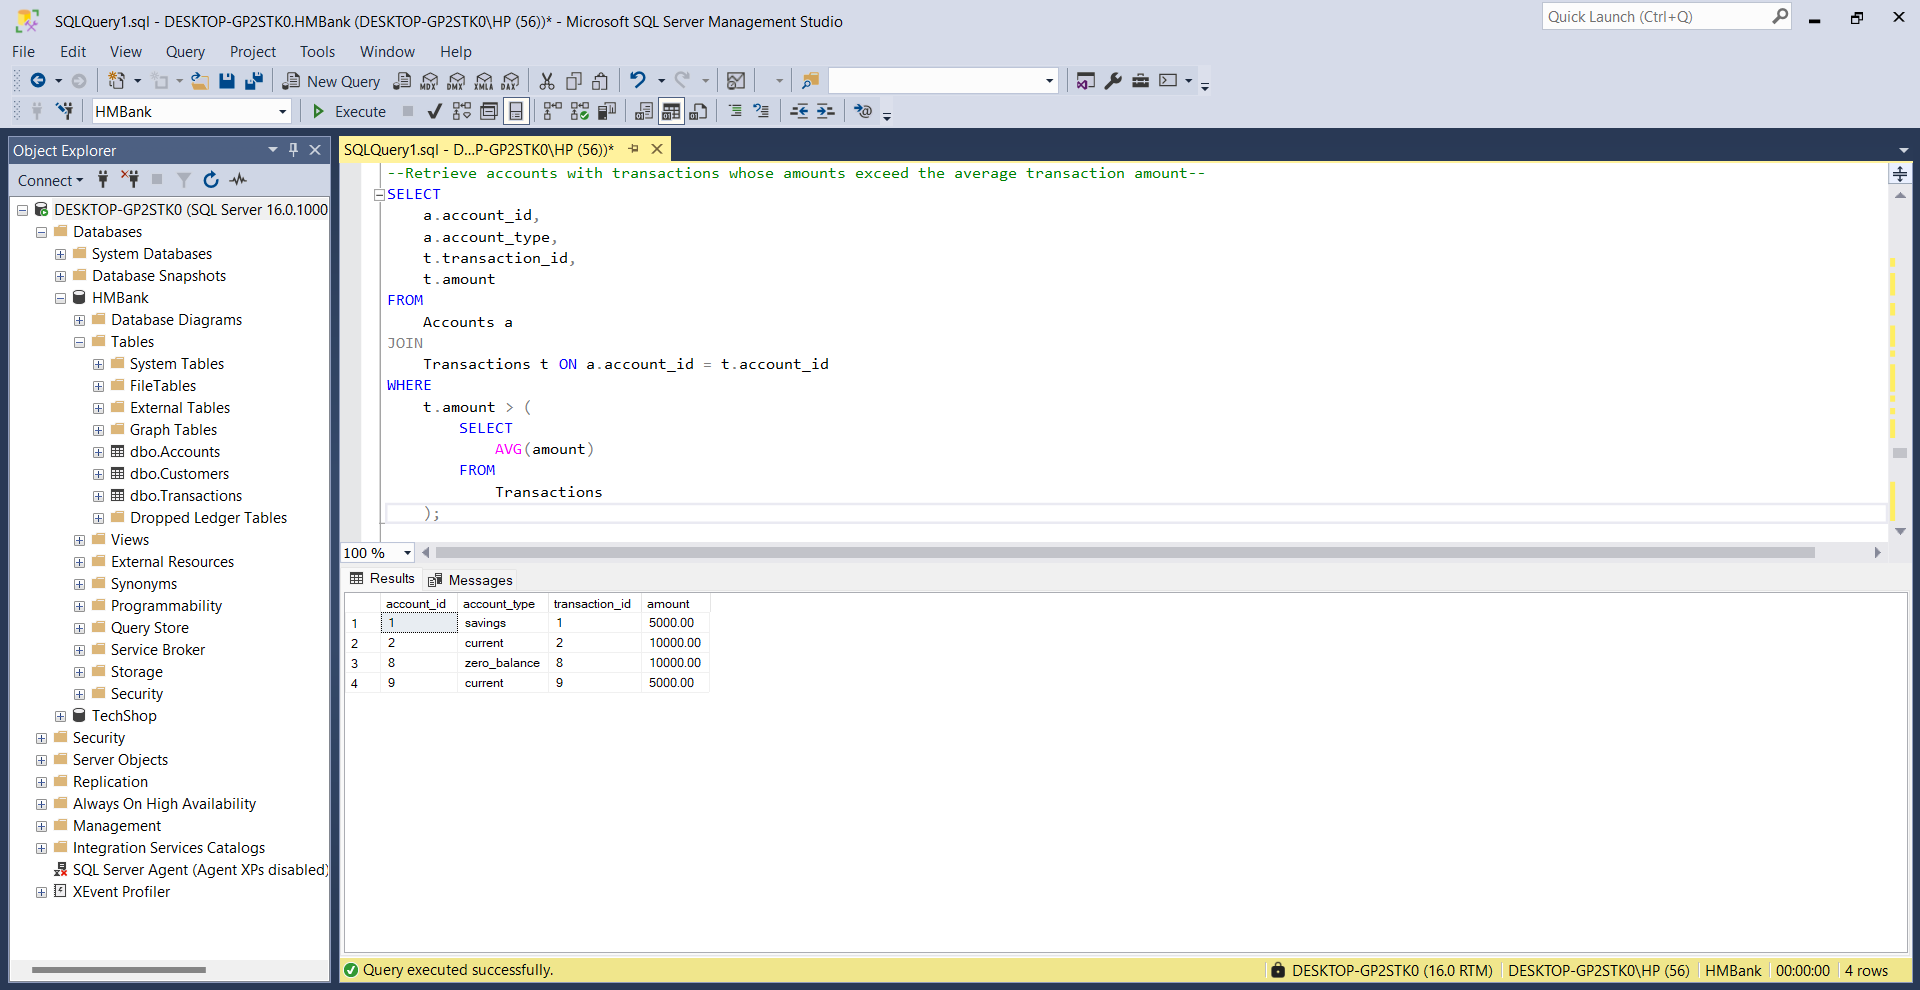 SQLQuery1.sql - DESKTOP-GP2STK0.HMBank (DESKTOP-GP2STK0\HP (56))* - Microsoft SQL Server Management Studio
Quick Launch (Ctrl+Q)
File Edit View Query Project Tools Window Help
New Query MDX DMX XMLA DAX
HMBank Execute
Object Explorer
Connect
DESKTOP-GP2STK0 (SQL Server 16.0.1000
Databases
System Databases
Database Snapshots
HMBank
Database Diagrams
Tables
System Tables
FileTables
External Tables
Graph Tables
dbo.Accounts
dbo.Customers
dbo.Transactions
Dropped Ledger Tables
Views
External Resources
Synonyms
Programmability
Query Store
Service Broker
Storage
Security
TechShop
Security
Server Objects
Replication
Always On High Availability
Management
Integration Services Catalogs
SQL Server Agent (Agent XPs disabled)
XEvent Profiler
SQLQuery1.sql - D...P-GP2STK0\HP (56))*
--Retrieve accounts with transactions whose amounts exceed the average transaction amount--
SELECT
a.account_id,
a.account_type,
t.transaction_id,
t.amount
FROM
Accounts a
JOIN
Transactions t ON a.account_id = t.account_id
WHERE
t.amount > (
SELECT
AVG(amount)
FROM
Transactions
);
100 %
Results Messages
account_id account_type transaction_id amount
1 1 savings 1 5000.00
2 2 current 2 10000.00
3 8 zero_balance 8 10000.00
4 9 current 9 5000.00
Query executed successfully. DESKTOP-GP2STK0 (16.0 RTM) DESKTOP-GP2STK0\HP (56) HMBank 00:00:00 4 rows